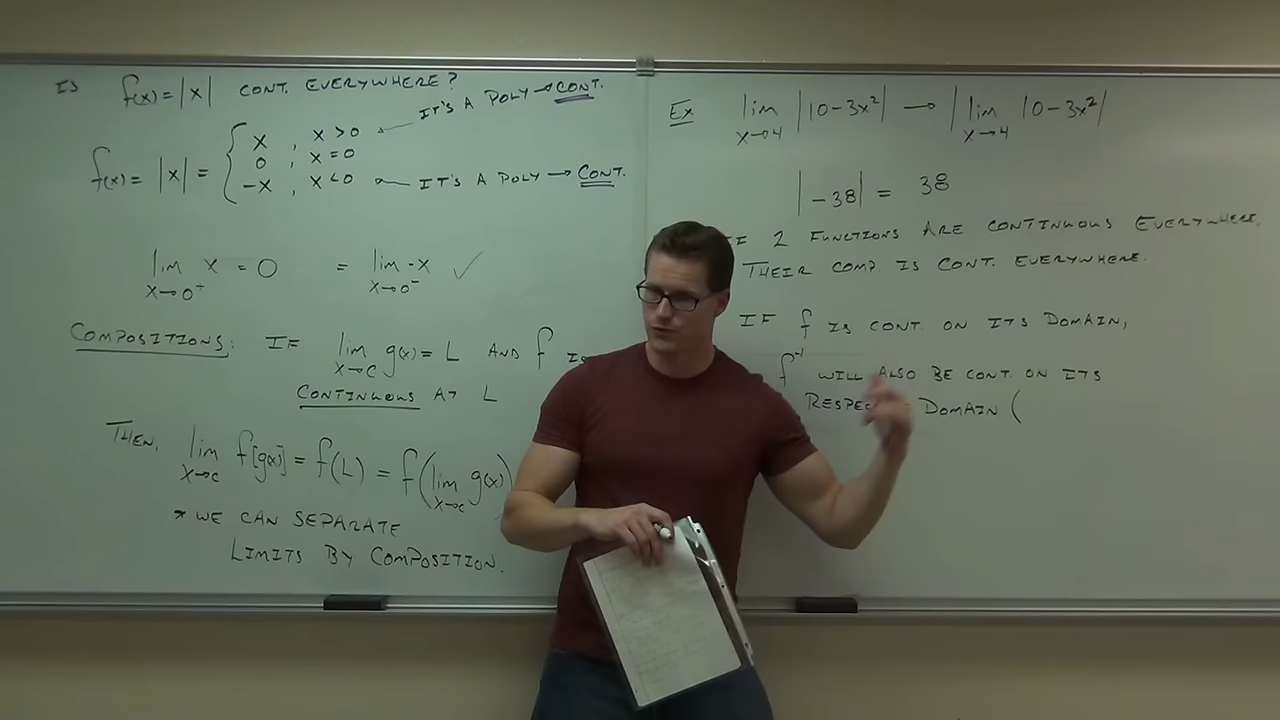 IS f(x) = |x| CONT. EVERYWHERE?
IT'S A POLY → CONT.
f(x) = |x| = { x , x > 0
0 , x = 0
-x , x < 0
IT'S A POLY → CONT.
lim x = 0 = lim -x ✓
x→0⁺ x→0⁻
COMPOSITIONS: IF lim g(x) = L AND f IS
x→c
CONTINUOUS AT L
THEN, lim f[g(x)] = f(L) = f(lim g(x))
x→c x→c
* WE CAN SEPARATE
LIMITS BY COMPOSITION.
Ex lim |10-3x²| → |lim 10-3x²|
x→4 x→4
|-38| = 38
2 FUNCTIONS ARE CONTINUOUS EVERYWHERE,
THEIR COMP IS CONT. EVERYWHERE.
IF f IS CONT. ON ITS DOMAIN,
f⁻¹ WILL ALSO BE CONT. ON ITS
DOMAIN (